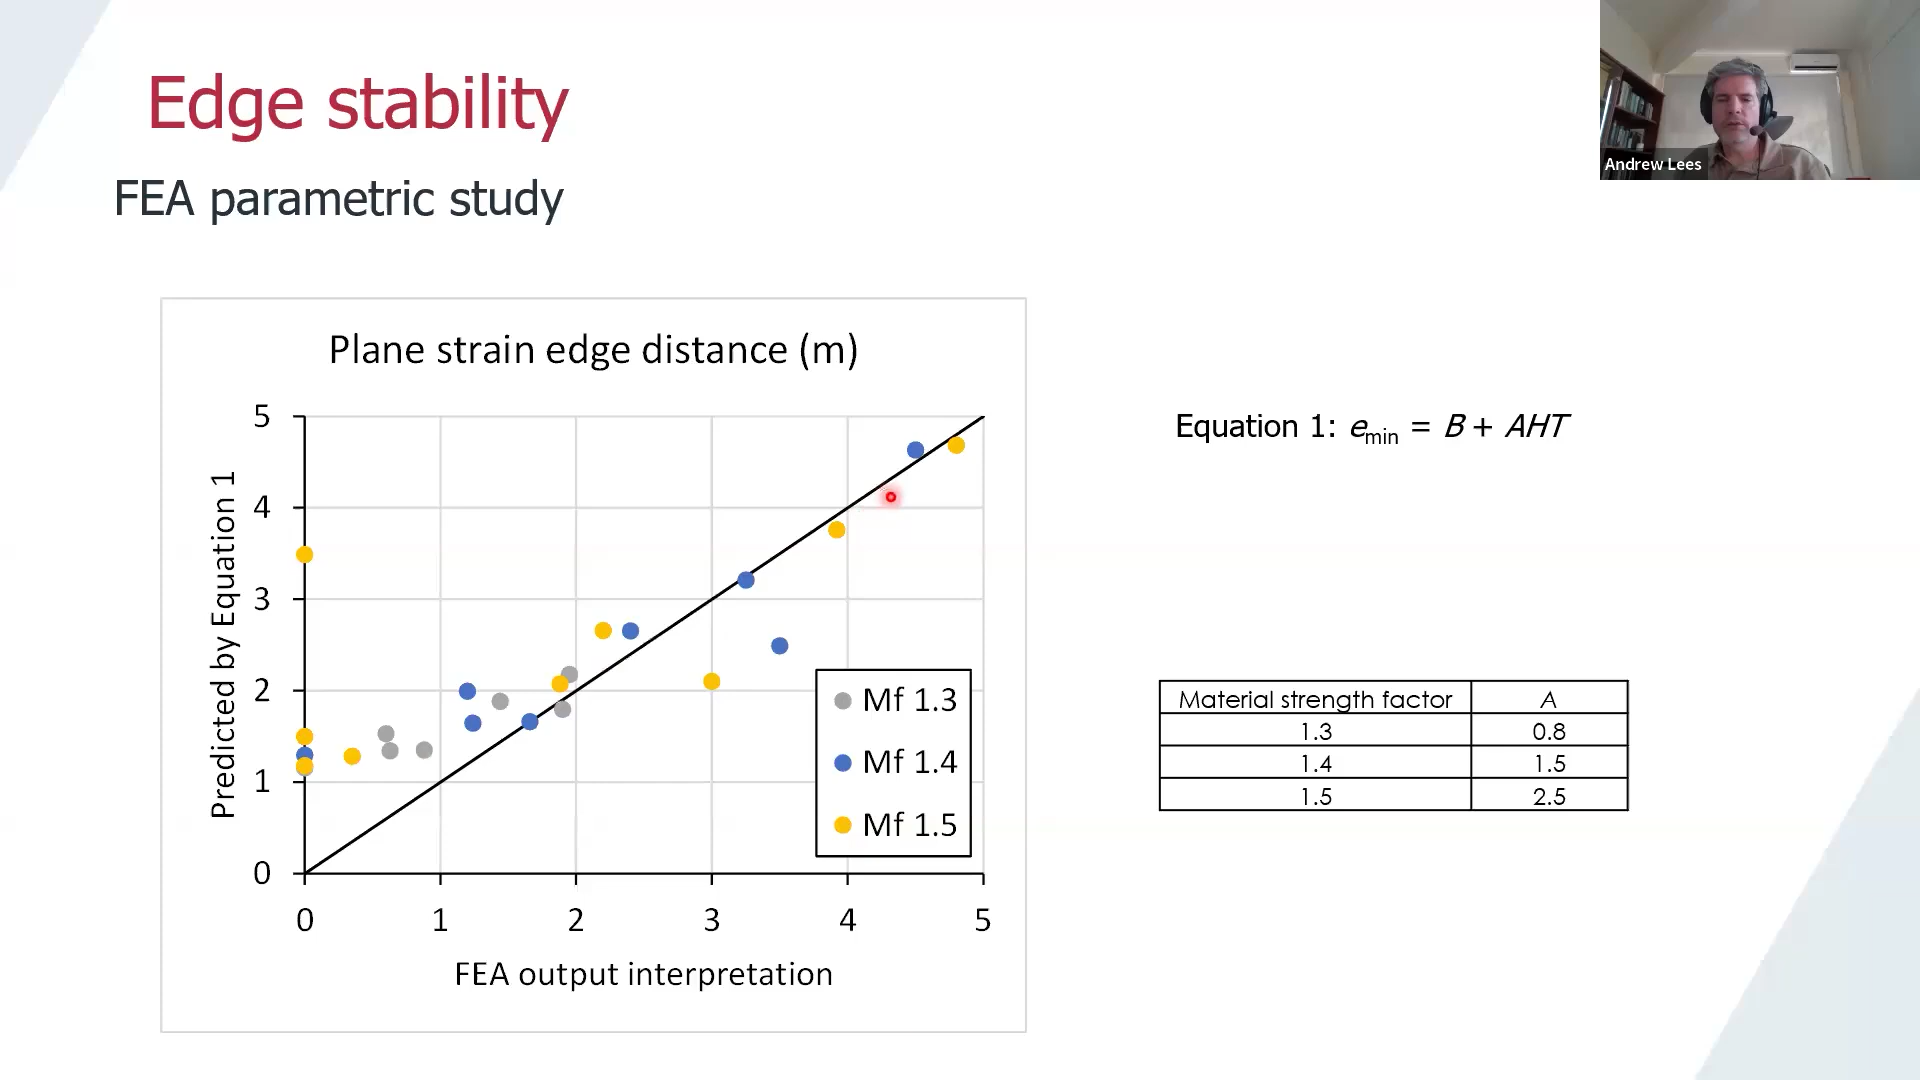 Edge stability
FEA parametric study
Andrew Lees
Plane strain edge distance (m)
Predicted by Equation 1
5
4
3
2
1
0
0 1 2 3 4 5
FEA output interpretation
Mf 1.3
Mf 1.4
Mf 1.5
Equation 1: emin = B + AHT
Material strength factor A
1.3 0.8
1.4 1.5
1.5 2.5